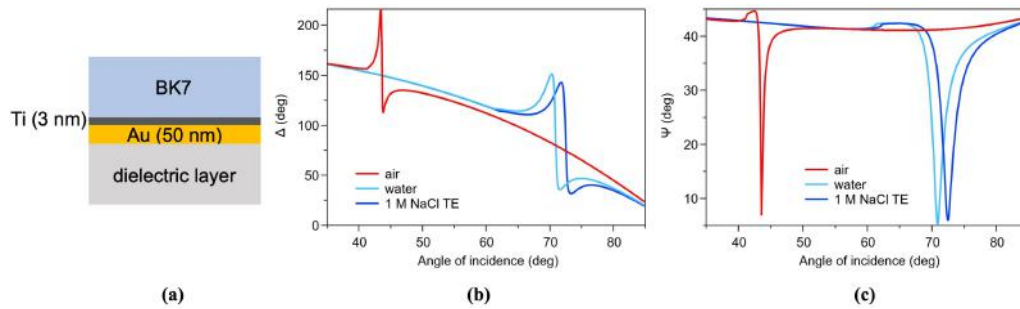 BK7
Ti (3 nm)
Au (50 nm)
dielectric layer
(a)
200
150
100
50
0
Δ (deg)
air
water
1 M NaCl TE
40
50
60
70
80
Angle of incidence (deg)
(b)
40
30
20
10
Ψ (deg)
air
water
1 M NaCl TE
40
50
60
70
80
Angle of incidence (deg)
(c)